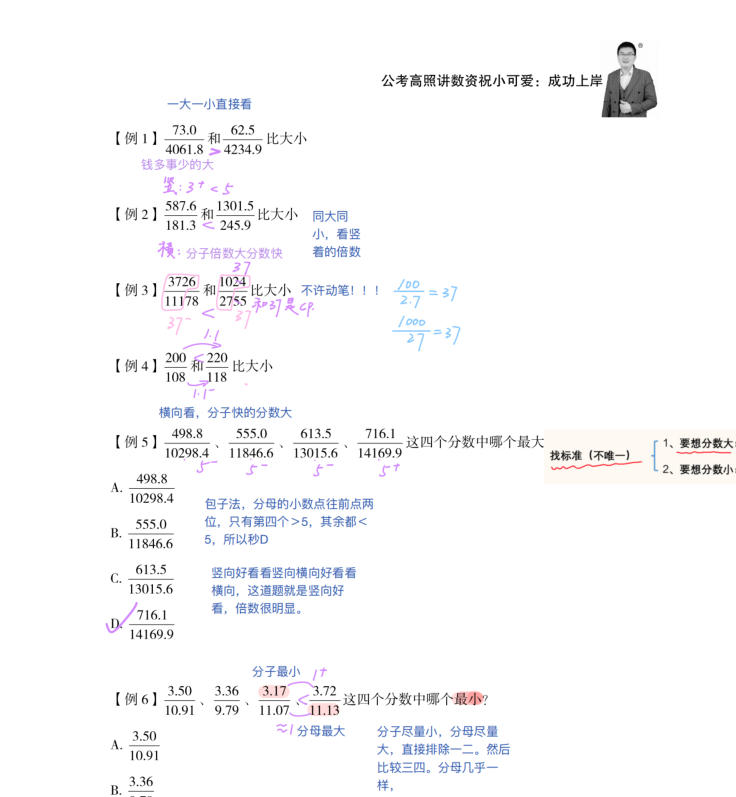 公考高照讲数资祝小可爱：成功上岸
一大一小直接看
【例 1】73.0/4061.8 和 62.5/4234.9 比大小
>
钱多事少的大
竖：3⁺ < 5
【例 2】587.6/181.3 和 1301.5/245.9 比大小
<
同大同
小，看竖
着的倍数
横：分子倍数大分数快
37
【例 3】3726/11178 和 1024/2755 比大小
<
不许动笔！！！
和37是cp.
37⁻ 37
100/2.7 = 37
1000/27 = 37
1.1
【例 4】200/108 和 220/118 比大小
<
1.1⁻
横向看，分子快的分数大
【例 5】498.8/10298.4、555.0/11846.6、613.5/13015.6、716.1/14169.9 这四个分数中哪个最大
5⁻ 5⁻ 5⁻ 5⁺
找标准（不唯一）
1、要想分数大
2、要想分数小
A. 498.8/10298.4
包子法，分母的小数点往前点两
位，只有第四个＞5，其余都＜
5，所以秒D
B. 555.0/11846.6
C. 613.5/13015.6
竖向好看看竖向横向好看看
横向，这道题就是竖向好
看，倍数很明显。
D. 716.1/14169.9
分子最小 1⁺
【例 6】3.50/10.91、3.36/9.79、3.17/11.07、3.72/11.13 这四个分数中哪个最小？
<
≈1 分母最大
分子尽量小，分母尽量
大，直接排除一二。然后
比较三四。分母几乎一
样，
A. 3.50/10.91
B. 3.36